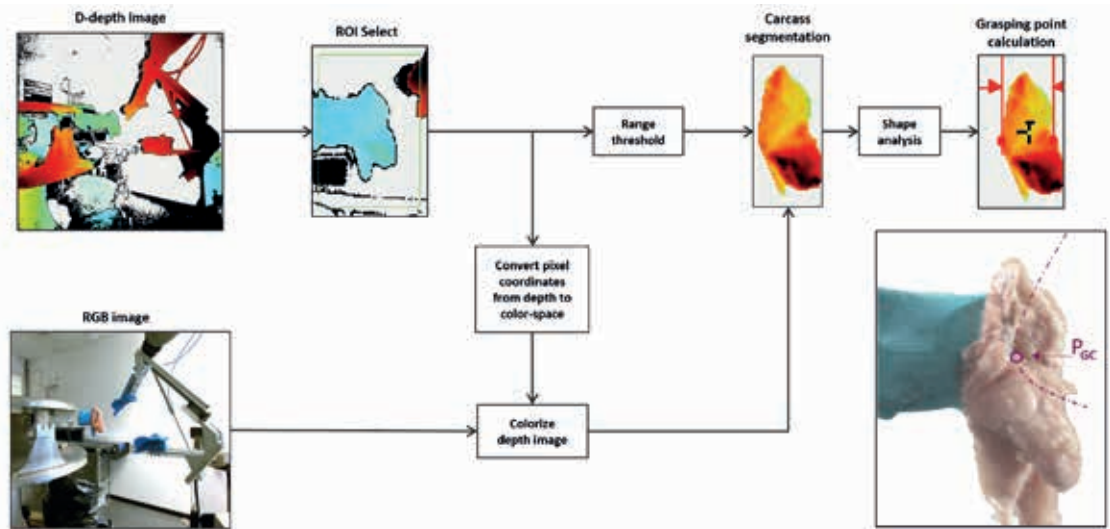 D-depth image
ROI Select
Carcass
segmentation
Grasping point
calculation
Range
threshold
Shape
analysis
Convert pixel
coordinates
from depth to
color-space
RGB image
Colorize
depth image
PGC